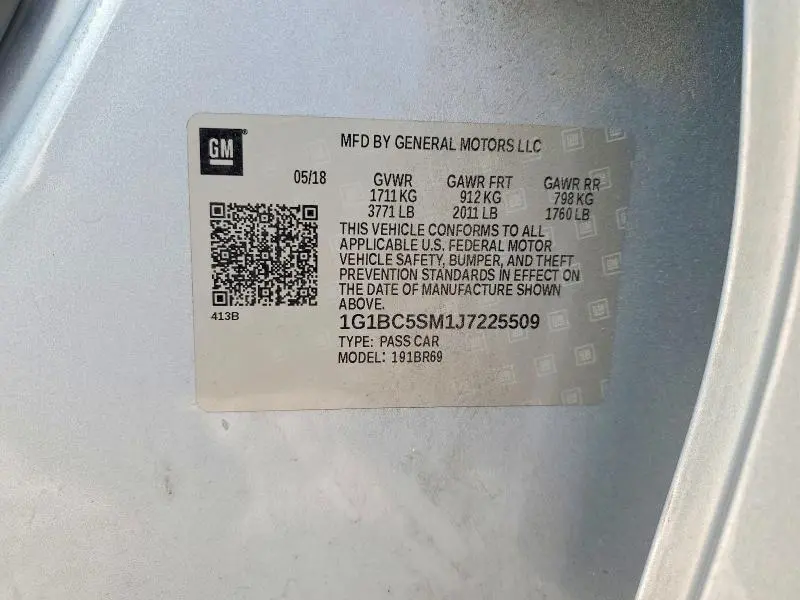 GM
MFD BY GENERAL MOTORS LLC
05/18 GVWR GAWR FRT GAWR RR
1711 KG 912 KG 798 KG
3771 LB 2011 LB 1760 LB
THIS VEHICLE CONFORMS TO ALL
APPLICABLE U.S. FEDERAL MOTOR
VEHICLE SAFETY, BUMPER, AND THEFT
PREVENTION STANDARDS IN EFFECT ON
THE DATE OF MANUFACTURE SHOWN
ABOVE.
413B
1G1BC5SM1J7225509
TYPE: PASS CAR
MODEL: 191BR69